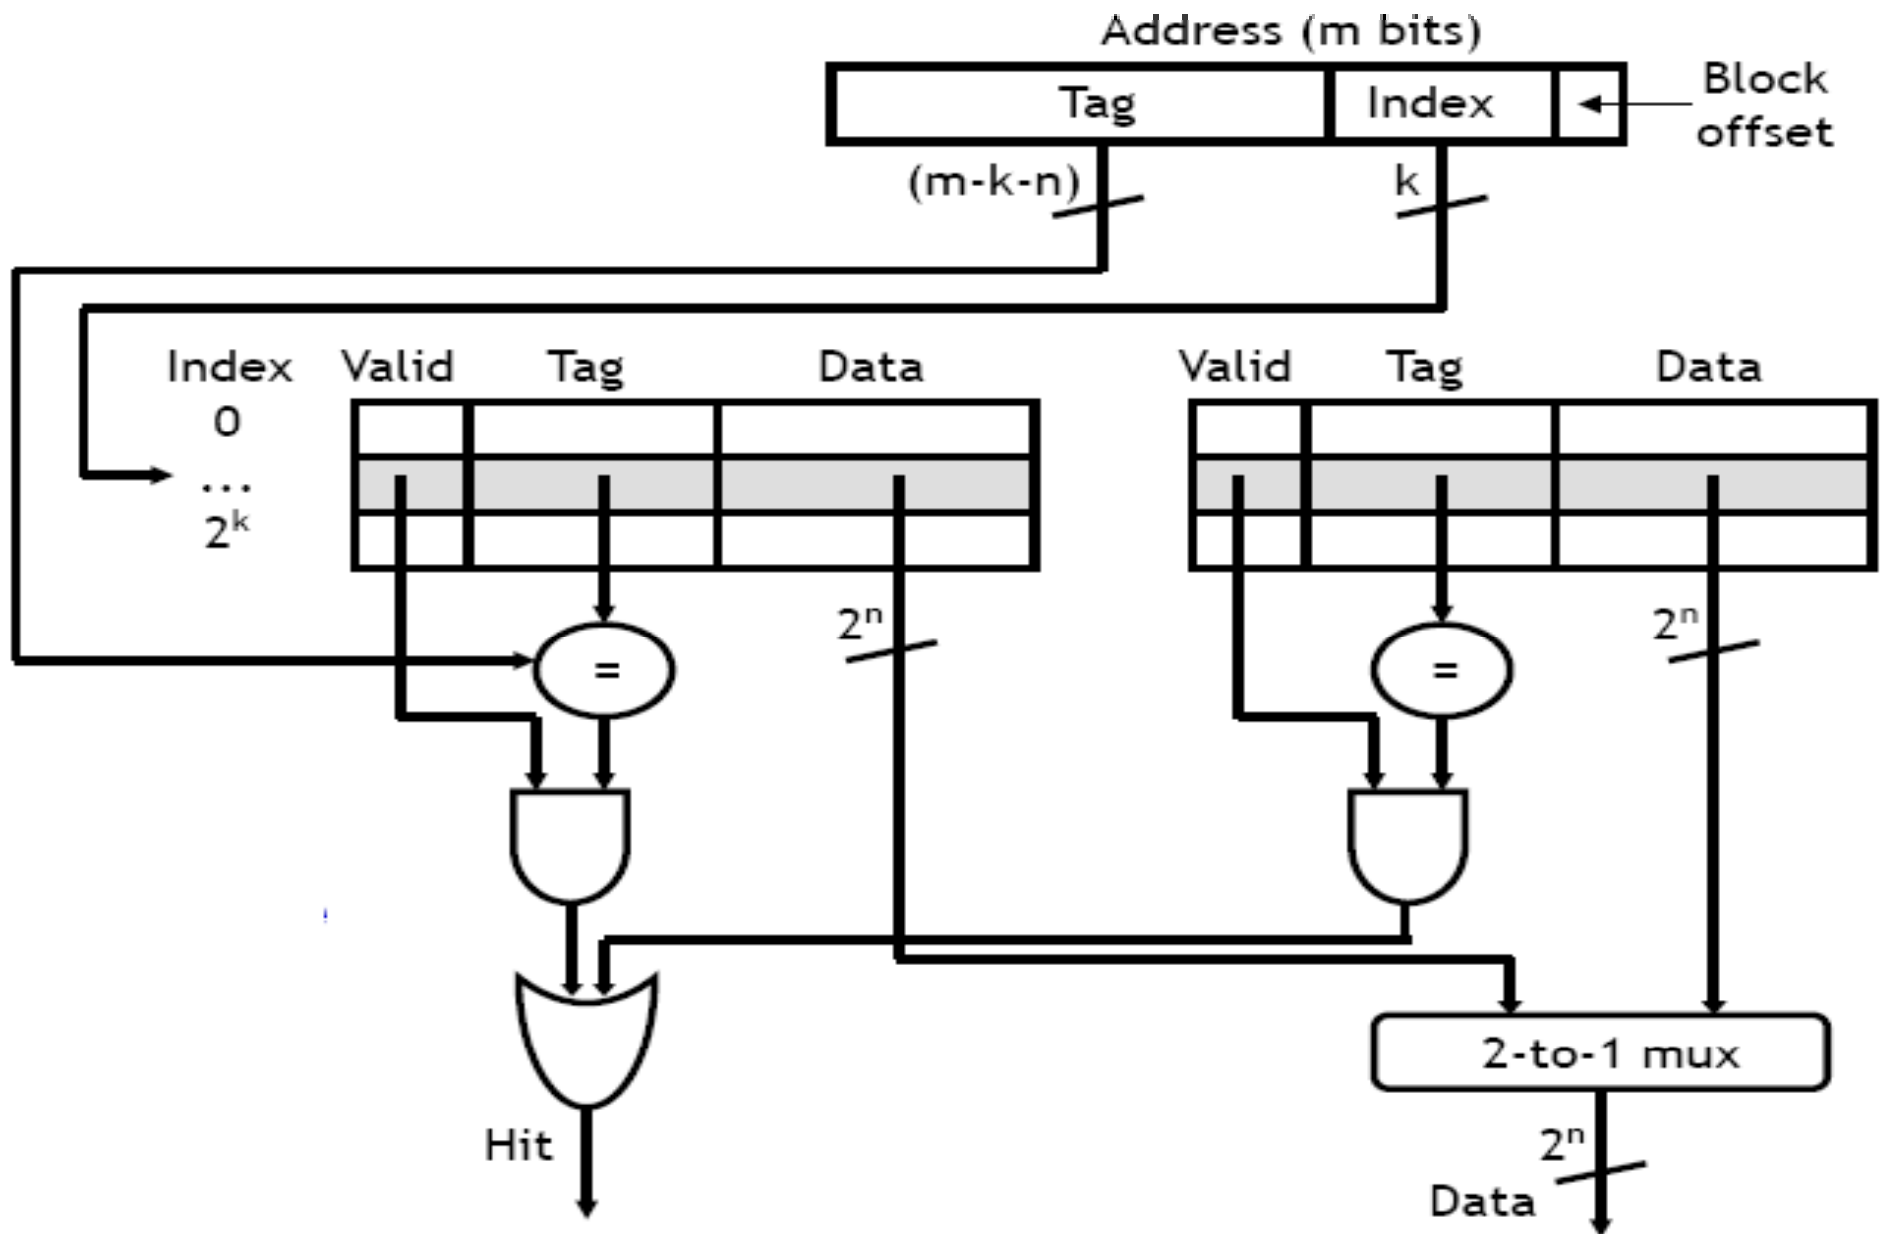 Address (m bits)
Tag
Index
Block
offset
(m-k-n)
k
Index
Valid
Tag
Data
Valid
Tag
Data
0
...
2ᵏ
2ⁿ
2ⁿ
=
=
2-to-1 mux
Hit
2ⁿ
Data